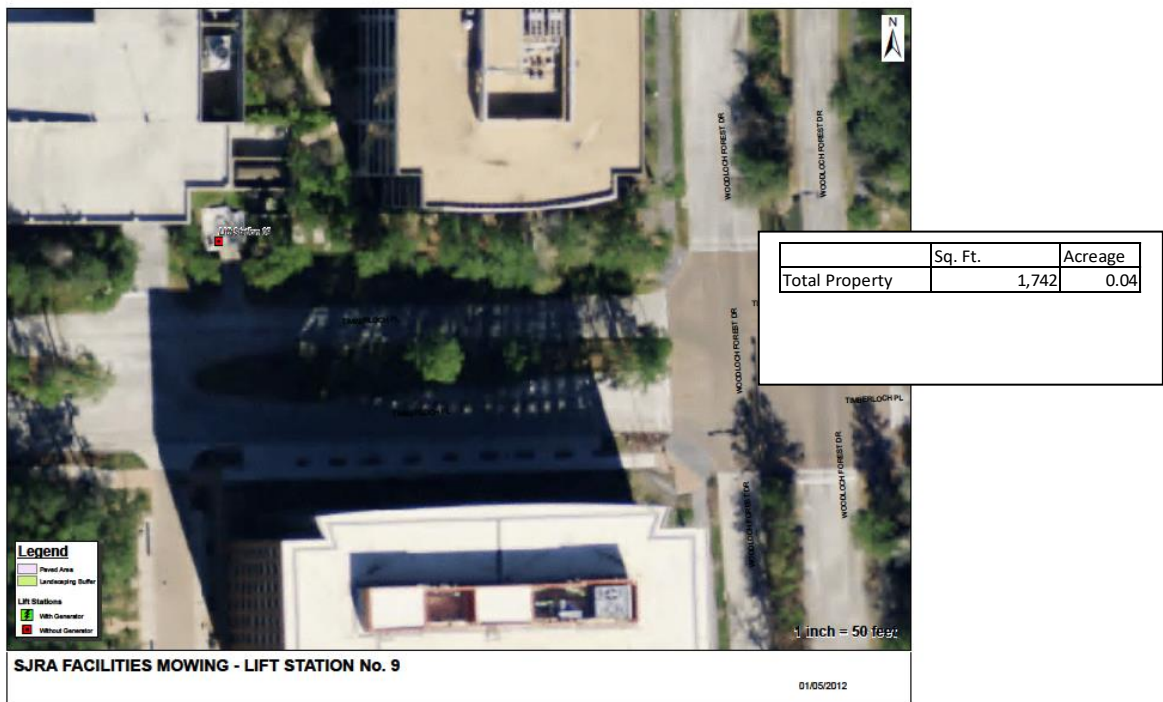 N
WOODLOCH FOREST DR
WOODLOCH FOREST DR
Sq. Ft. Acreage
Total Property 1,742 0.04
TIMBERLOCH PL
WOODLOCH FOREST DR
TIMBERLOCH PL
TIMBERLOCH PL
WOODLOCH FOREST DR
WOODLOCH FOREST DR
Legend
Paved Area
Landscaping Buffer
Lift Stations
With Generator
Without Generator
1 inch = 50 feet
SJRA FACILITIES MOWING - LIFT STATION No. 9
01/05/2012